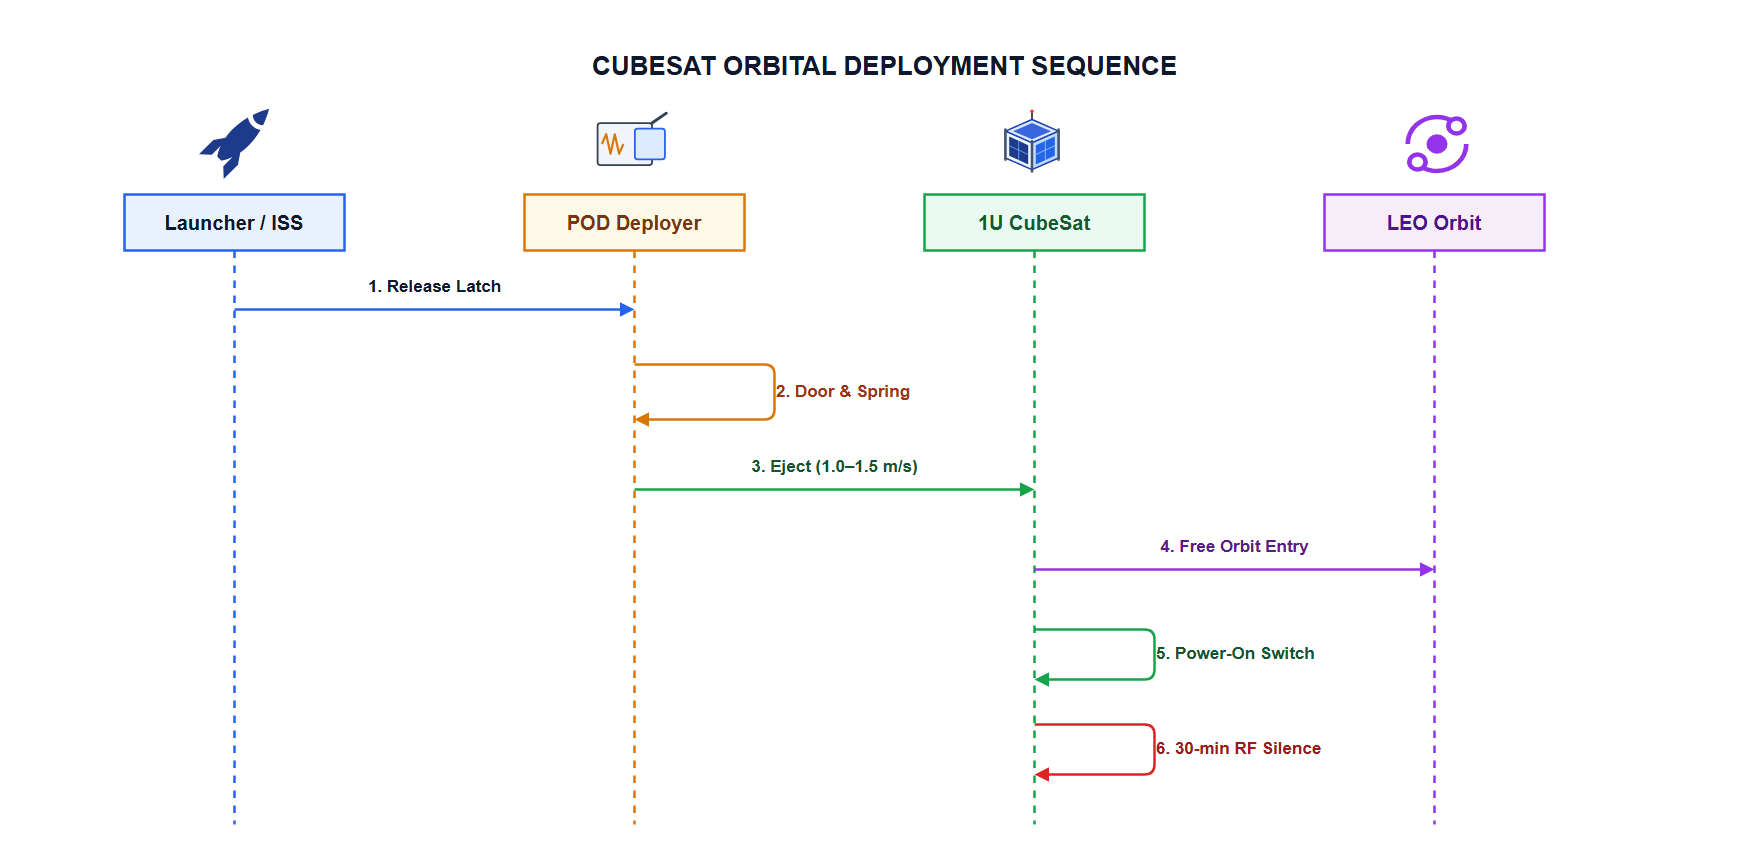 CUBESAT ORBITAL DEPLOYMENT SEQUENCE
Launcher / ISS
POD Deployer
1U CubeSat
LEO Orbit
1. Release Latch
2. Door & Spring
3. Eject (1.0–1.5 m/s)
4. Free Orbit Entry
5. Power-On Switch
6. 30-min RF Silence